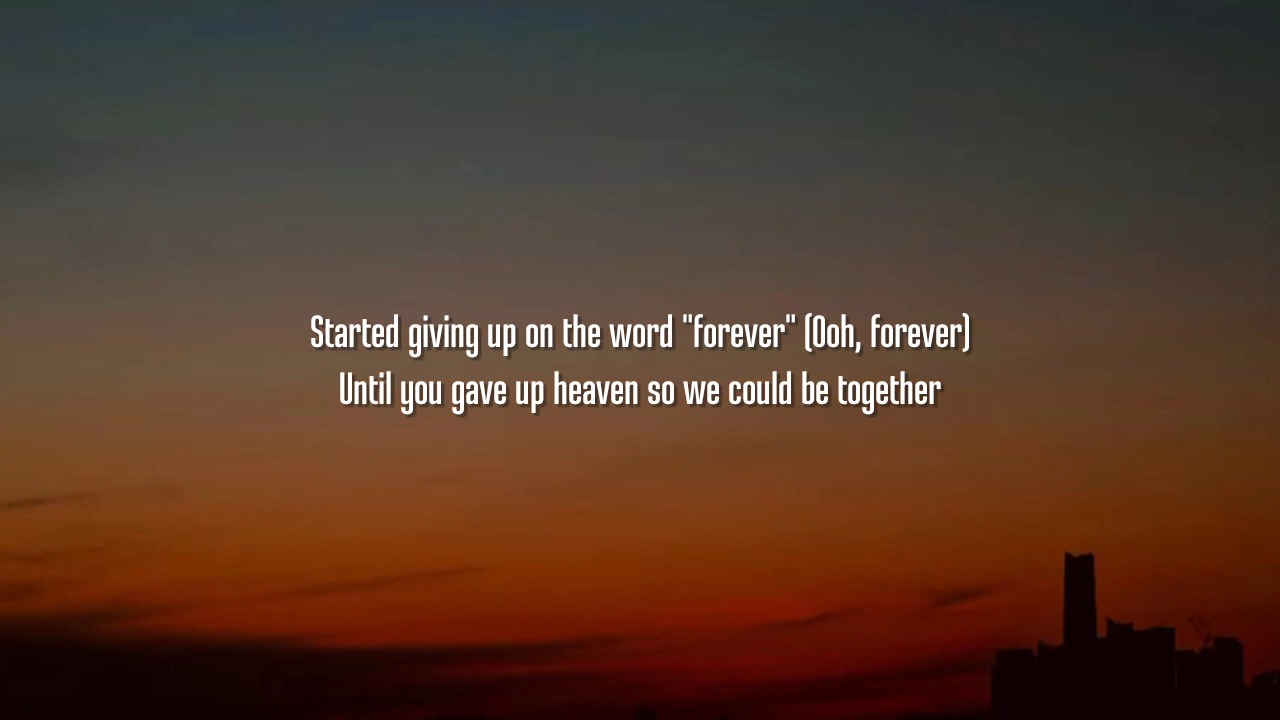 Started giving up on the word "forever" (Ooh, forever)
Until you gave up heaven so we could be together